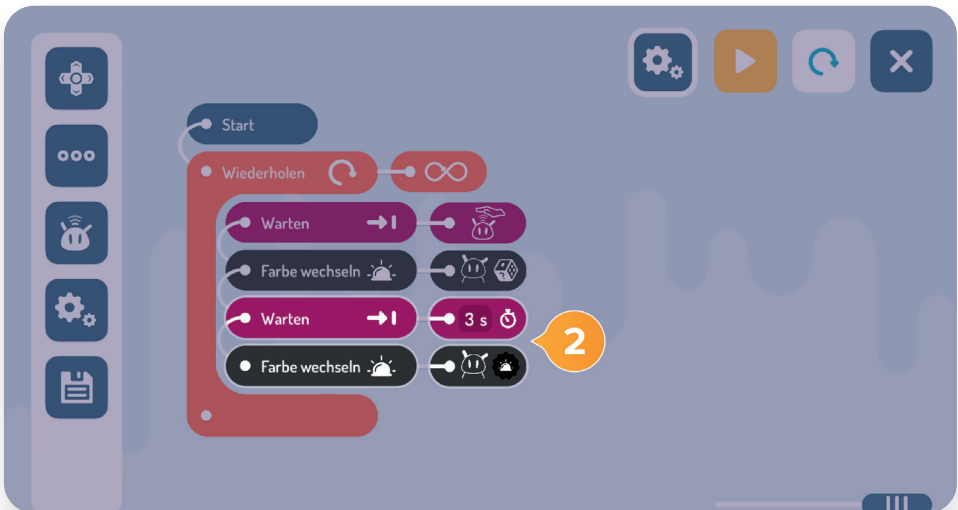 Start
Wiederholen
Warten
Farbe wechseln
Warten 3 s
2
Farbe wechseln